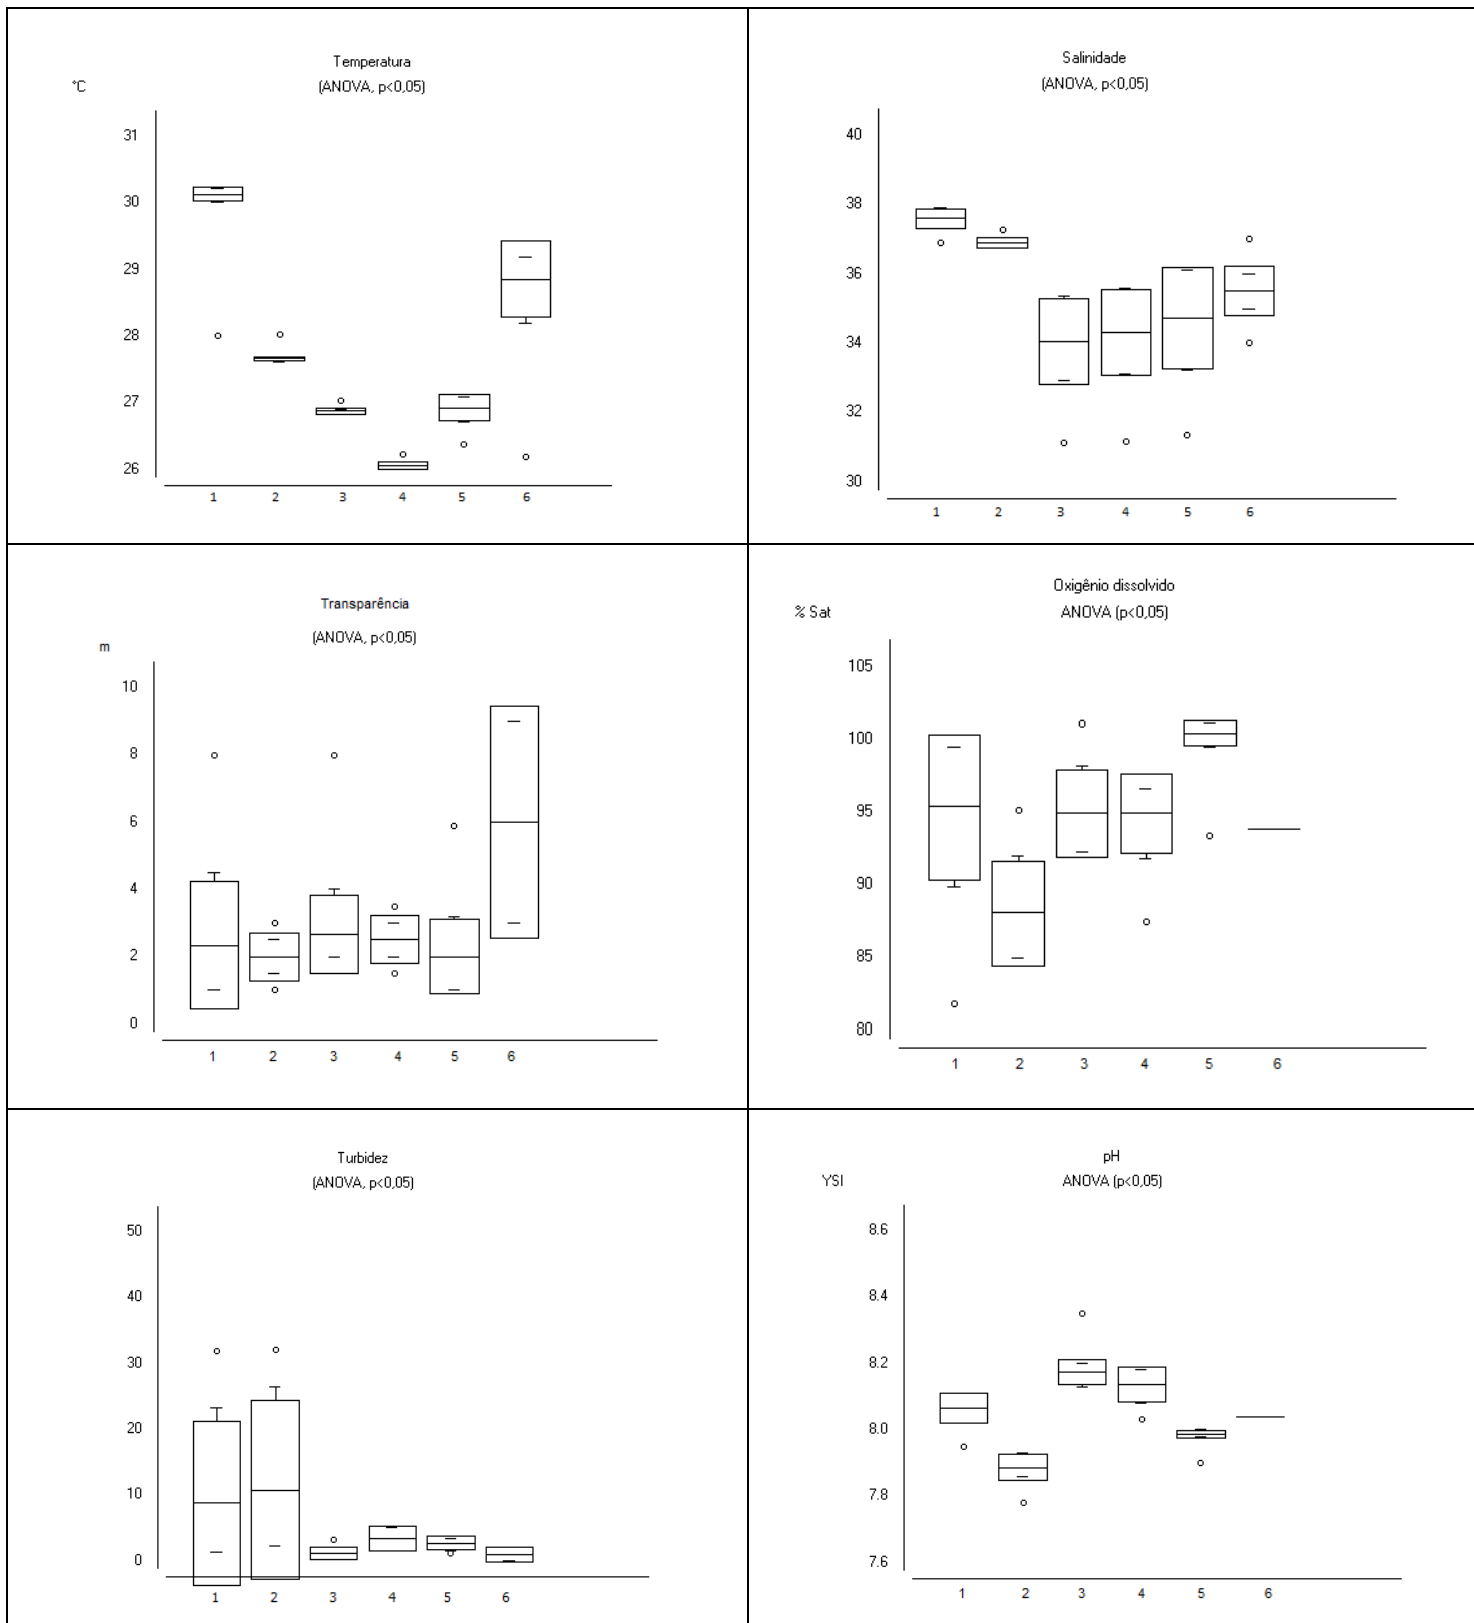 Temperatura
°C
(ANOVA, p<0,05)
31
30
29
28
27
26
1 2 3 4 5 6
Salinidade
(ANOVA, p<0,05)
40
38
36
34
32
30
1 2 3 4 5 6
Transparência
(ANOVA, p<0,05)
m
10
8
6
4
2
0
1 2 3 4 5 6
Oxigênio dissolvido
% Sat
ANOVA (p<0,05)
105
100
95
90
85
80
1 2 3 4 5 6
Turbidez
(ANOVA, p<0,05)
50
40
30
20
10
0
1 2 3 4 5 6
pH
YSI
ANOVA (p<0,05)
8.6
8.4
8.2
8.0
7.8
7.6
1 2 3 4 5 6